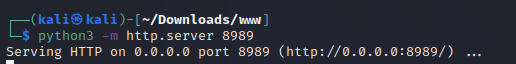 ┌──(kali㉿kali)-[~/Downloads/www]
└─$ python3 -m http.server 8989
Serving HTTP on 0.0.0.0 port 8989 (http://0.0.0.0:8989/) ...